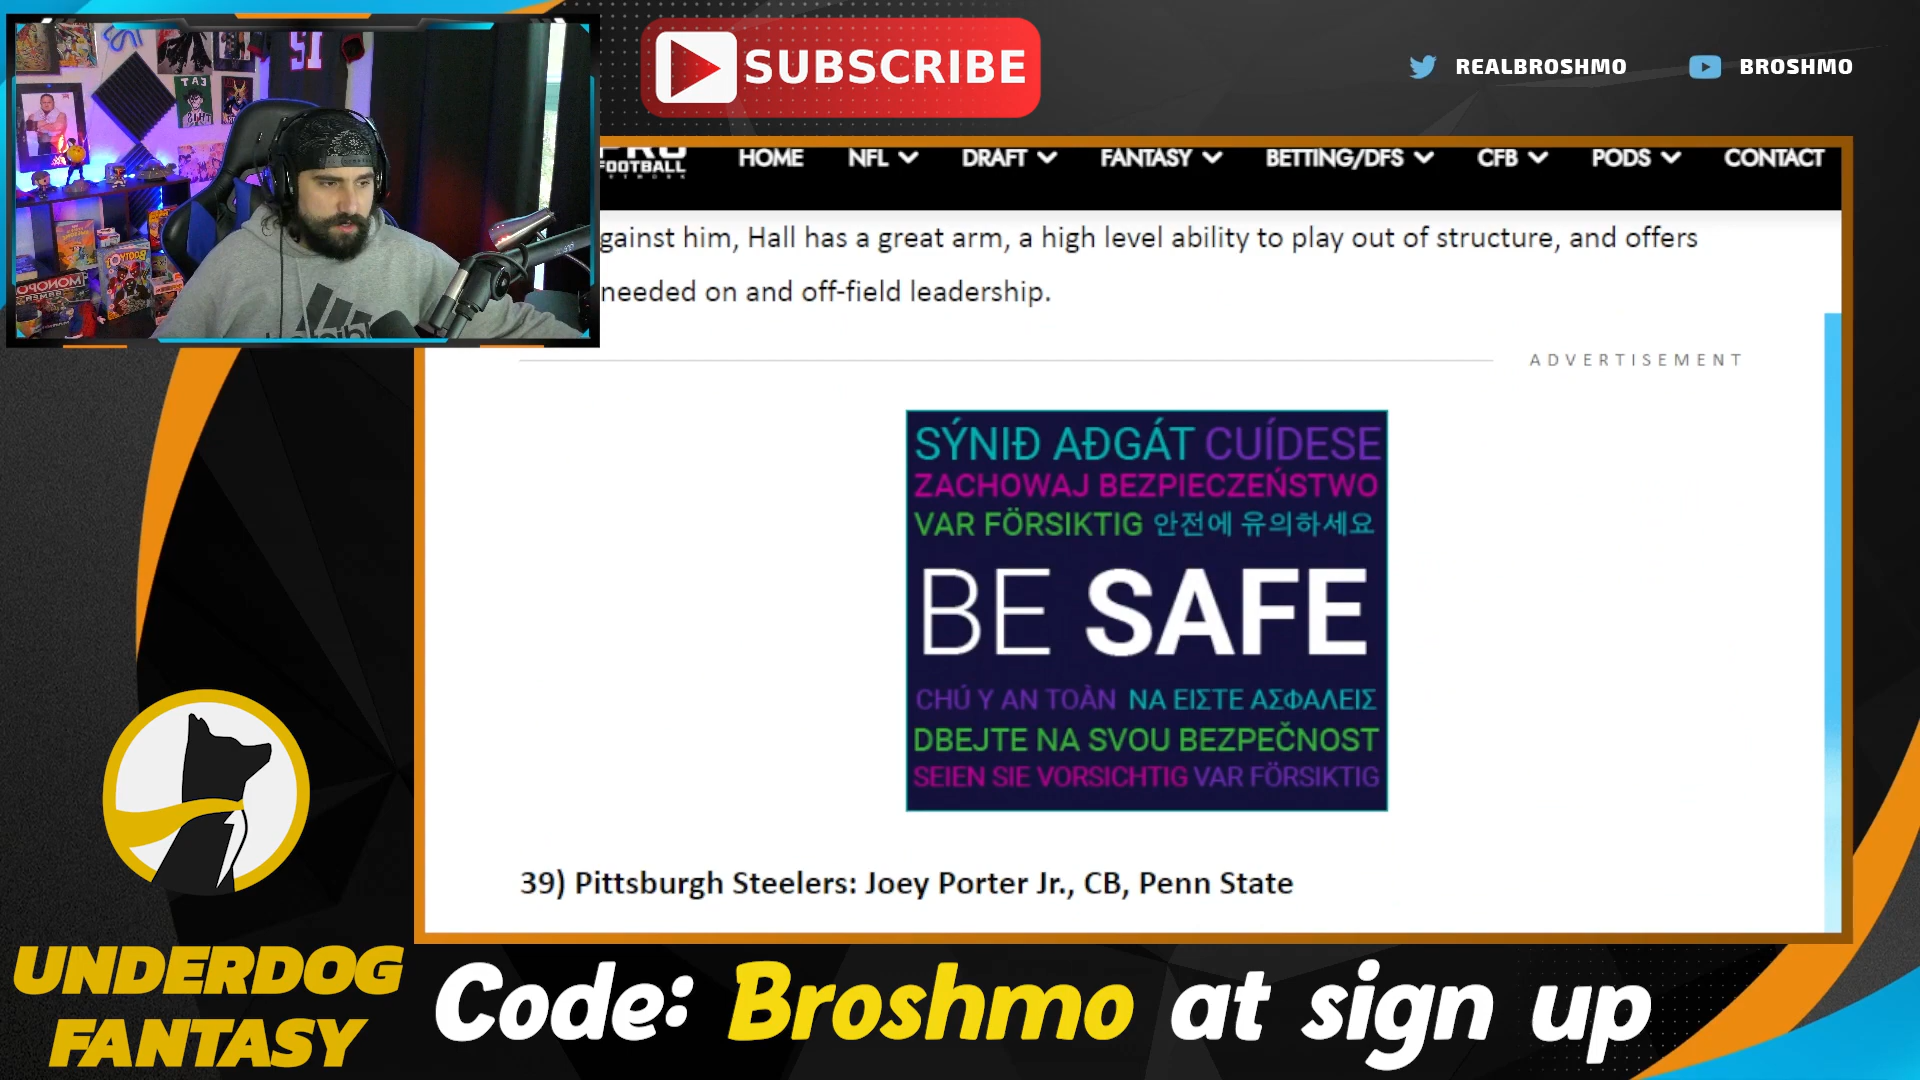 SUBSCRIBE
REALBROSHMO
BROSHMO
FOOTBALL
HOME
NFL
DRAFT
FANTASY
BETTING/DFS
CFB
PODS
CONTACT
gainst him, Hall has a great arm, a high level ability to play out of structure, and offers
needed on and off-field leadership.
ADVERTISEMENT
SÝNIÐ AÐGÁT CUÍDESE
ZACHOWAJ BEZPIECZEŃSTWO
VAR FÖRSIKTIG 안전에 유의하세요
BE SAFE
CHÚ Y AN TOÀN ΝΑ ΕΙΣΤΕ ΑΣΦΑΛΕΙΣ
DBEJTE NA SVOU BEZPEČNOST
SEIEN SIE VORSICHTIG VAR FÖRSIKTIG
39) Pittsburgh Steelers: Joey Porter Jr., CB, Penn State
UNDERDOG
FANTASY
Code: Broshmo at sign up